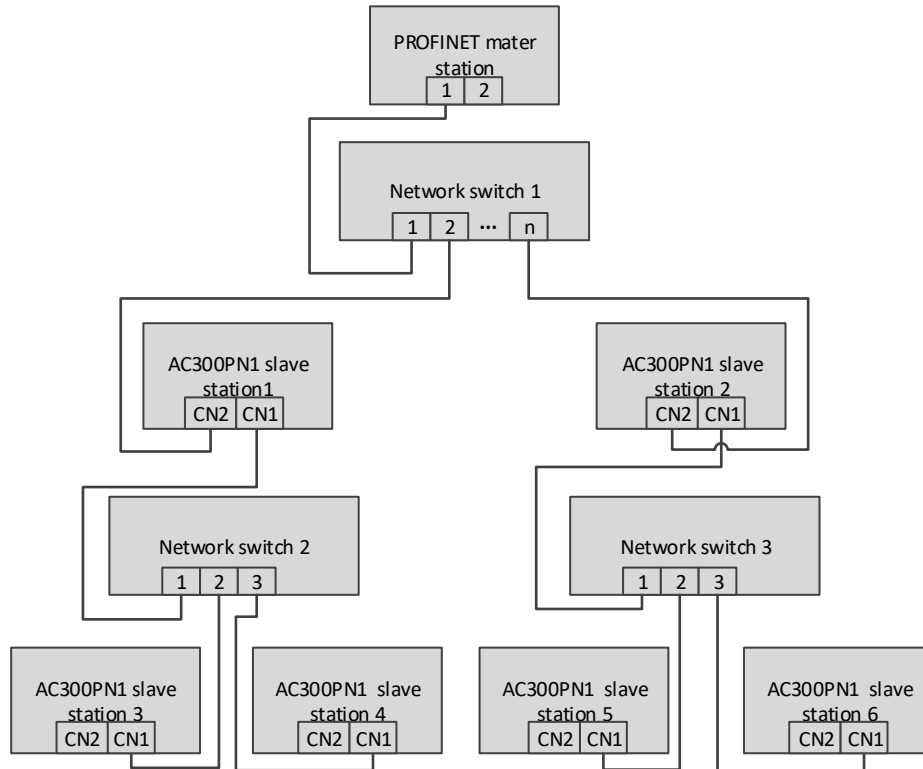 PROFINET mater
station
1 2
Network switch 1
1 2 ... n
AC300PN1 slave
station1
CN2 CN1
AC300PN1 slave
station 2
CN2 CN1
Network switch 2
1 2 3
Network switch 3
1 2 3
AC300PN1 slave
station 3
CN2 CN1
AC300PN1 slave
station 4
CN2 CN1
AC300PN1 slave
station 5
CN2 CN1
AC300PN1 slave
station 6
CN2 CN1